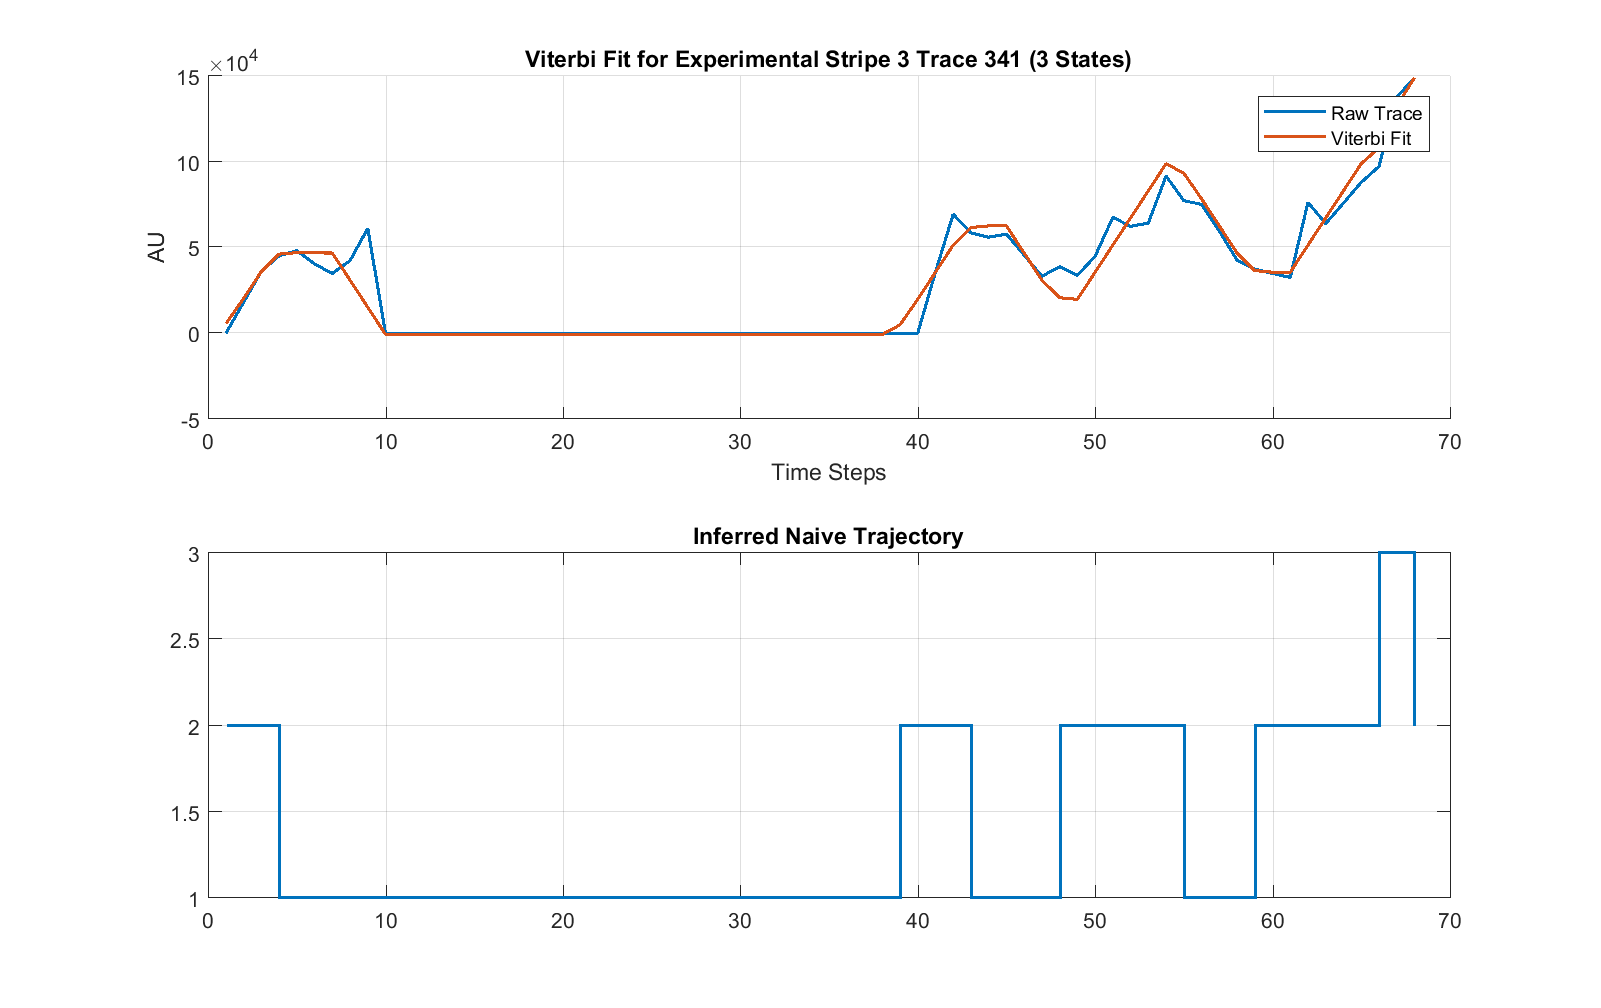 Viterbi Fit for Experimental Stripe 3 Trace 341 (3 States)
×10^4
15
10
5
0
-5
AU
Raw Trace
Viterbi Fit
0 10 20 30 40 50 60 70
Time Steps
Inferred Naive Trajectory
3
2.5
2
1.5
1
0 10 20 30 40 50 60 70